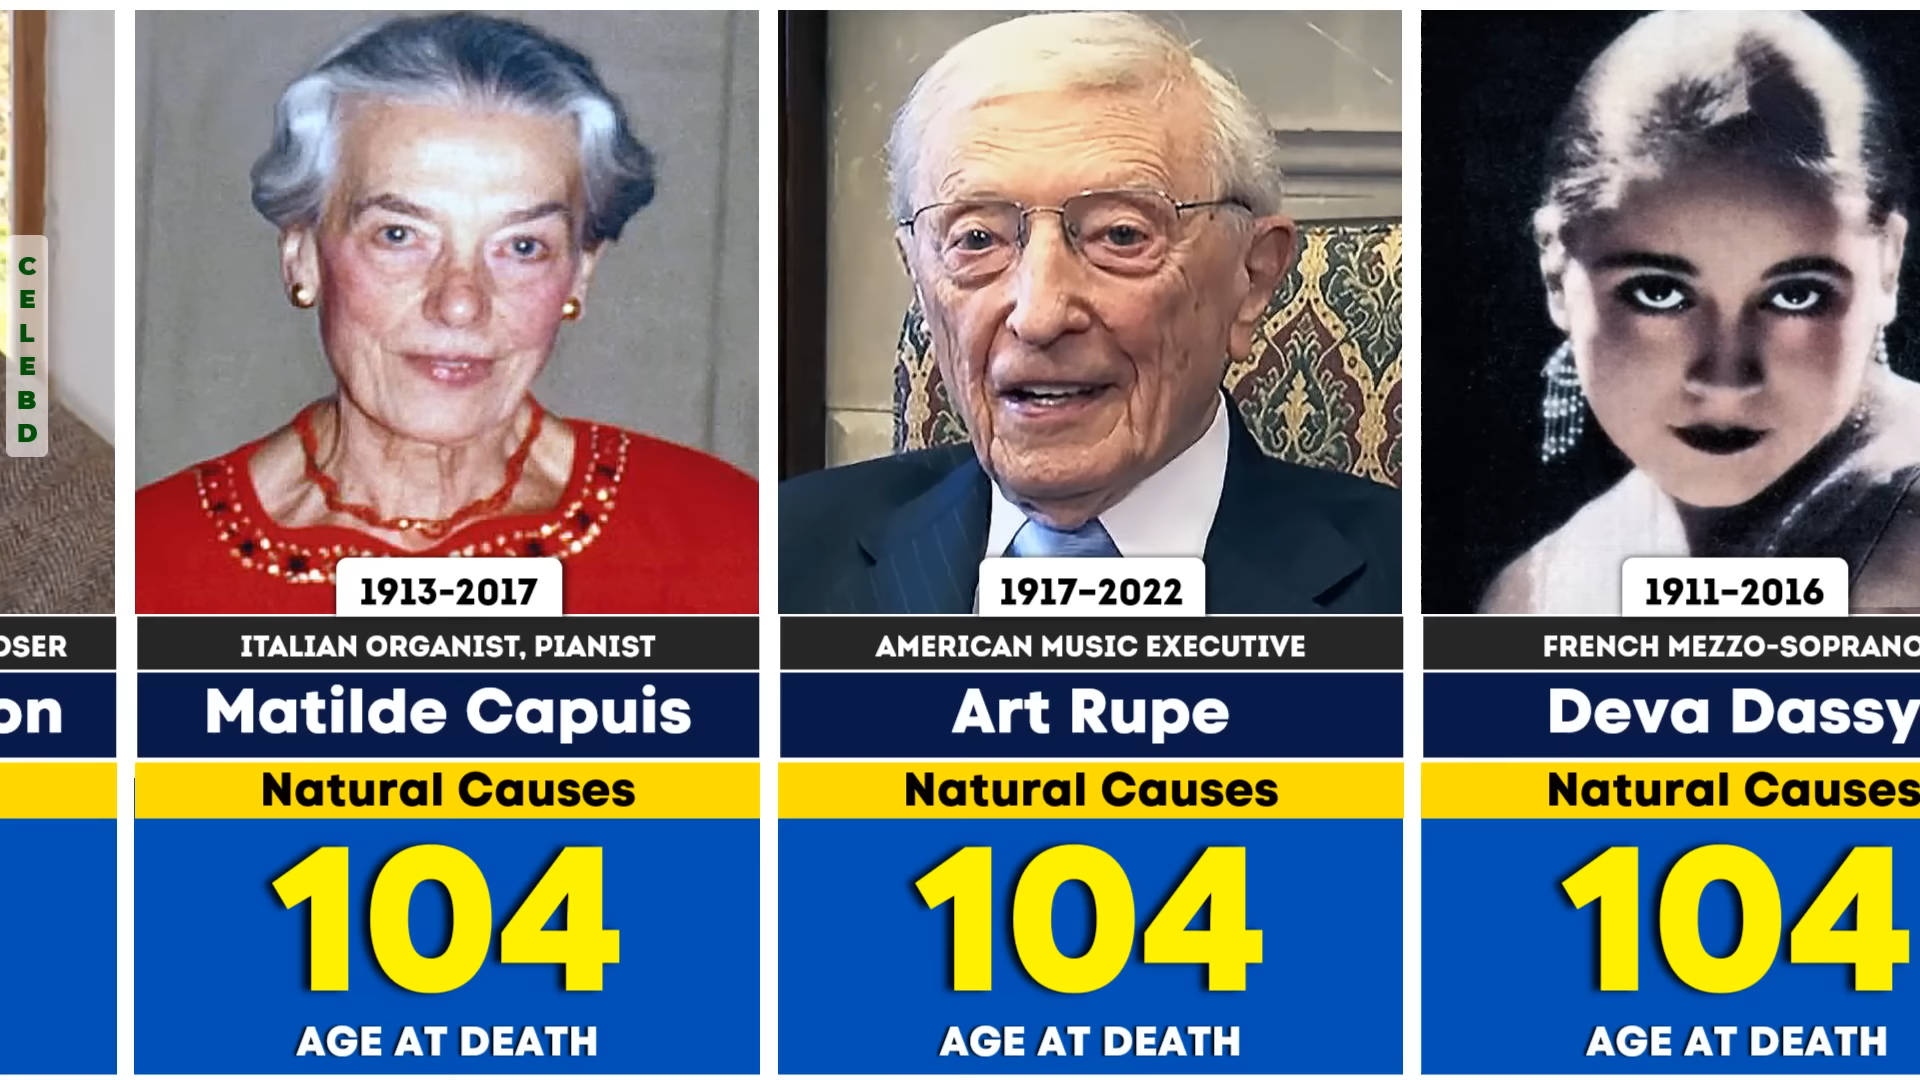 CELEBD
OSER
on
1913-2017
ITALIAN ORGANIST, PIANIST
Matilde Capuis
Natural Causes
104
AGE AT DEATH
1917-2022
AMERICAN MUSIC EXECUTIVE
Art Rupe
Natural Causes
104
AGE AT DEATH
1911-2016
FRENCH MEZZO-SOPRANO
Deva Dassy
Natural Causes
104
AGE AT DEATH